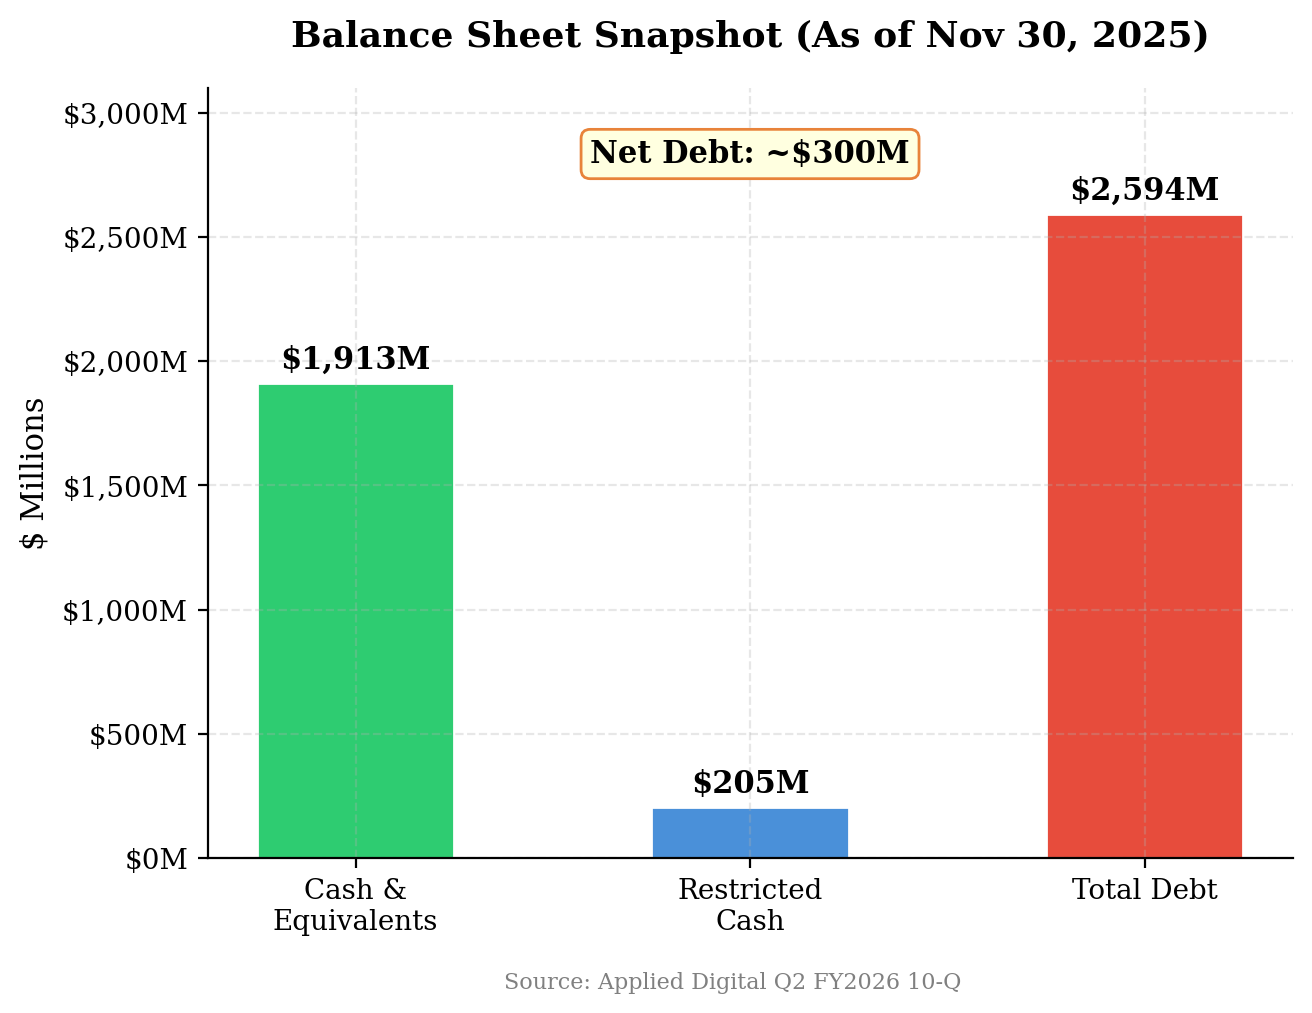 Balance Sheet Snapshot (As of Nov 30, 2025)
$3,000M
$2,500M
$2,000M
$1,500M
$1,000M
$500M
$0M
$ Millions
Net Debt: ~$300M
$1,913M
$205M
$2,594M
Cash &
Equivalents
Restricted
Cash
Total Debt
Source: Applied Digital Q2 FY2026 10-Q